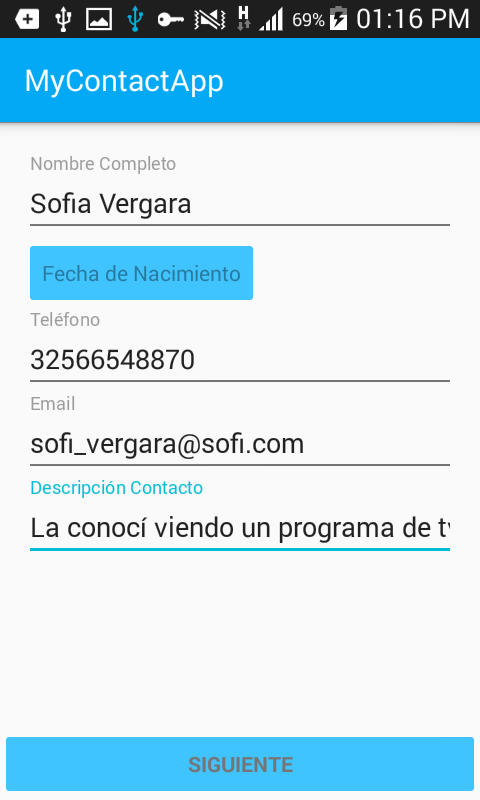 H 69% 01:16 PM
MyContactApp
Nombre Completo
Sofia Vergara
Fecha de Nacimiento
Teléfono
32566548870
Email
sofi_vergara@sofi.com
Descripción Contacto
La conocí viendo un programa de tv
SIGUIENTE